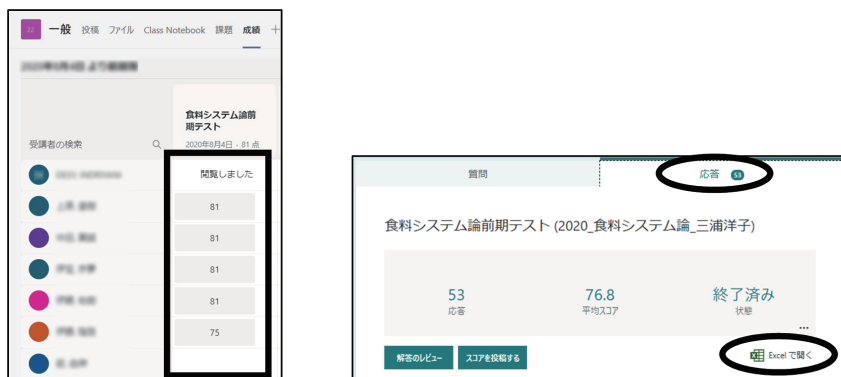 22 一般 投稿 ファイル Class Notebook 課題 成績 +
食料システム論前
期テスト
受講者の検索
2020年8月4日・81 点
閲覧しました
81
81
81
81
75
質問
応答 53
食料システム論前期テスト (2020_食料システム論_三浦洋子)
53
応答
76.8
平均スコア
終了済み
状態
...
解答のレビュー
スコアを投稿する
Excel で開く